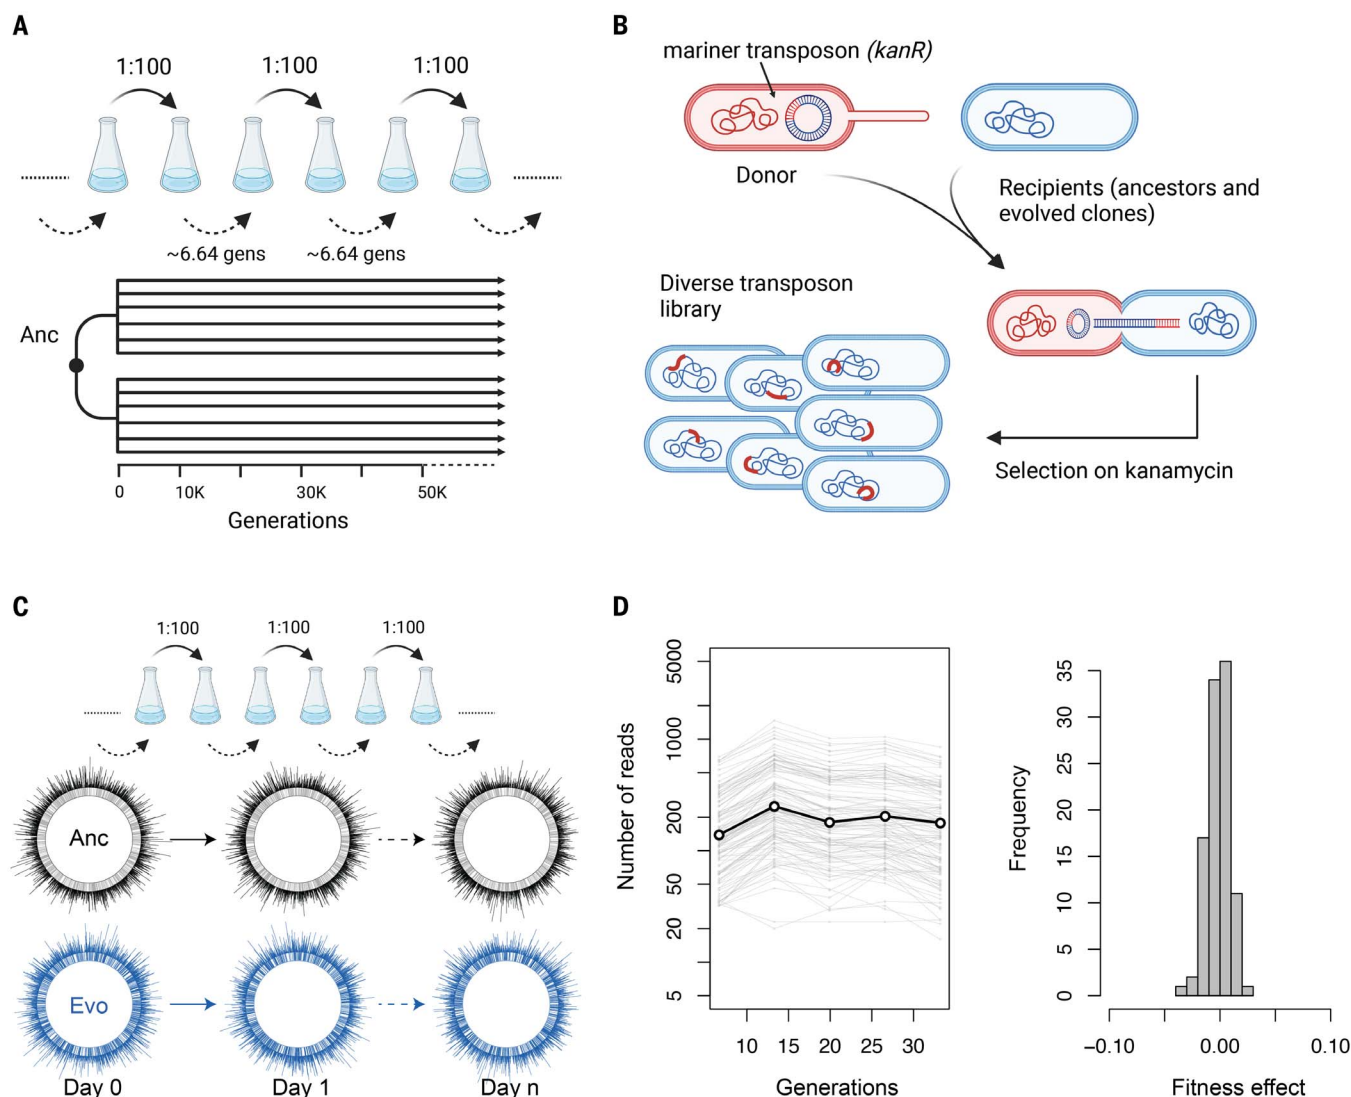 A
1:100 1:100 1:100
~6.64 gens ~6.64 gens
Anc
0 10K 30K 50K
Generations
B
mariner transposon (kanR)
Donor
Recipients (ancestors and
evolved clones)
Diverse transposon
library
Selection on kanamycin
C
1:100 1:100 1:100
Anc
Evo
Day 0 Day 1 Day n
D
Number of reads
5000
1000
200
50
20
5
10 15 20 25 30
Generations
Frequency
35
30
25
20
15
10
5
0
−0.10 0.00 0.10
Fitness effect